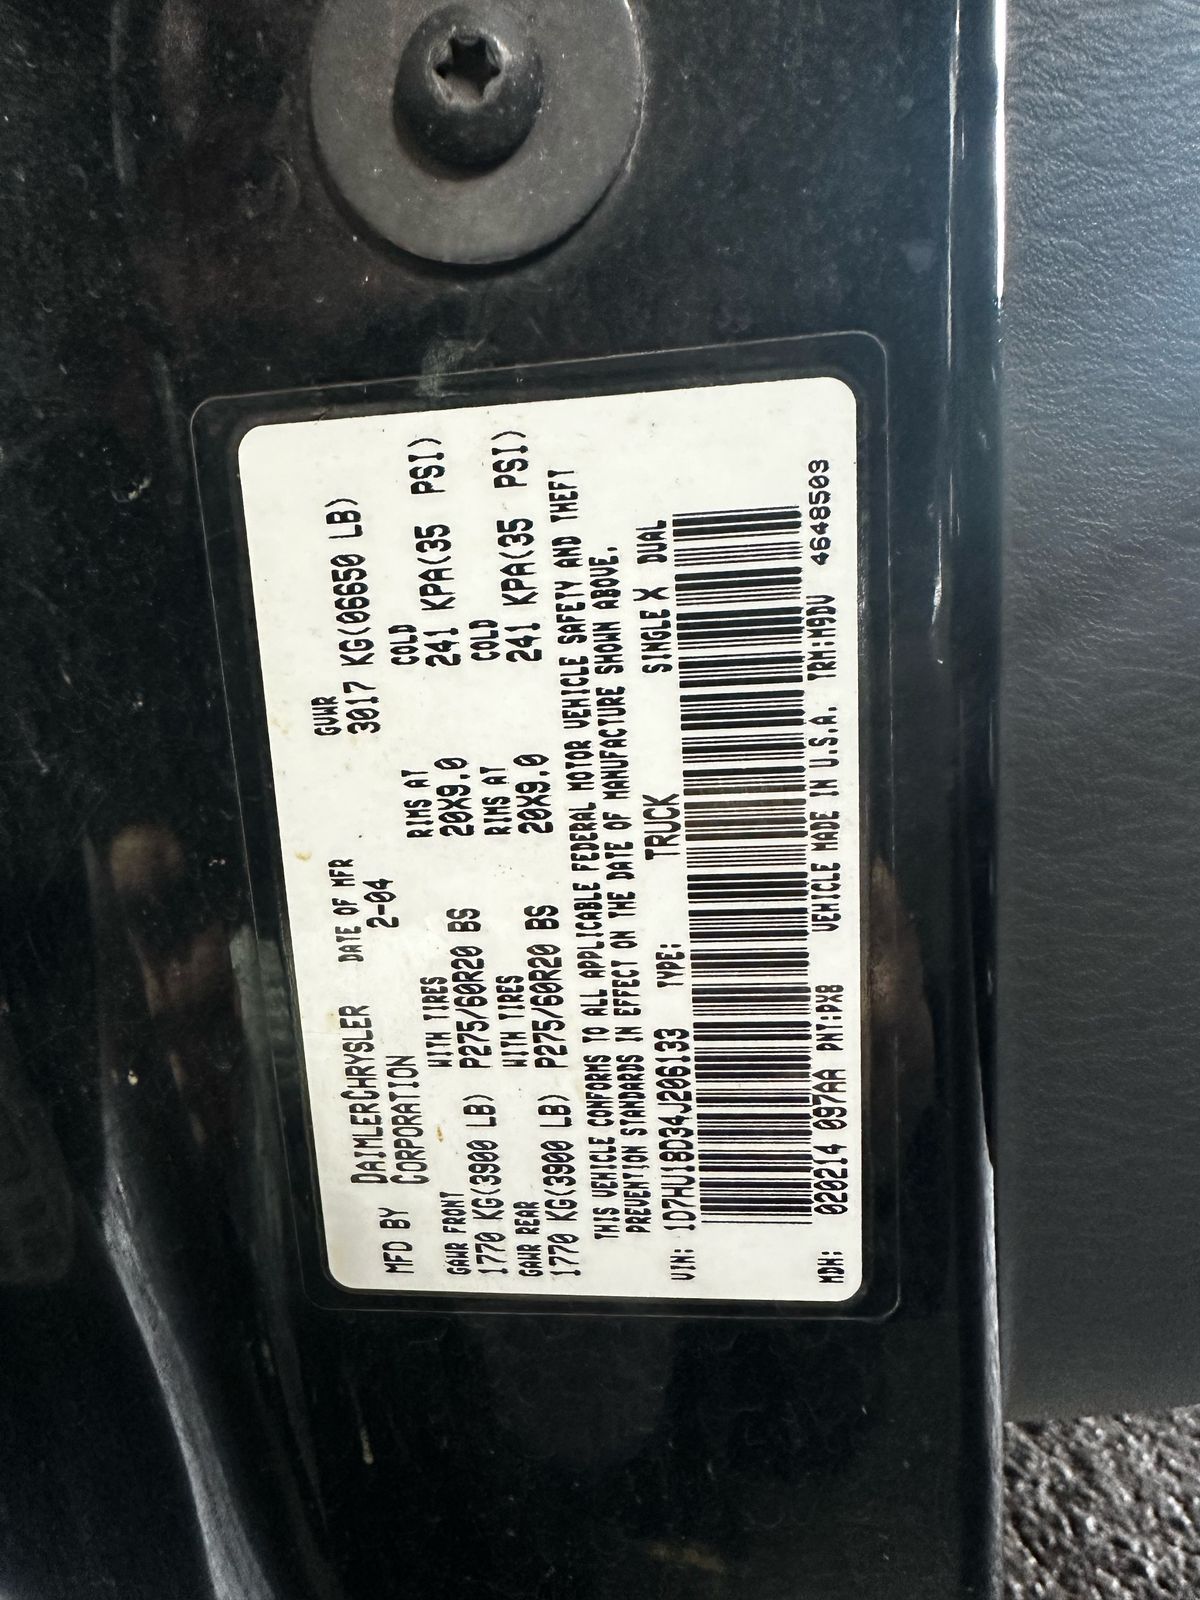 MFD BY DAIMLERCHRYSLER CORPORATION
DATE OF MFR 2-04
GVWR 3017 KG(06650 LB)
GAWR FRONT WITH TIRES RIMS AT COLD
1770 KG(3900 LB) P275/60R20 BS 20X9.0 241 KPA(35 PSI)
GAWR REAR WITH TIRES RIMS AT COLD
1770 KG(3900 LB) P275/60R20 BS 20X9.0 241 KPA(35 PSI)
THIS VEHICLE CONFORMS TO ALL APPLICABLE FEDERAL MOTOR VEHICLE SAFETY AND THEFT
PREVENTION STANDARDS IN EFFECT ON THE DATE OF MANUFACTURE SHOWN ABOVE.
VIN: 1D7HU18D34J206133 TYPE: TRUCK SINGLE X DUAL
MDH: 020214 097AA PNT:PX8 VEHICLE MADE IN U.S.A. TRM:M9DV 4648503